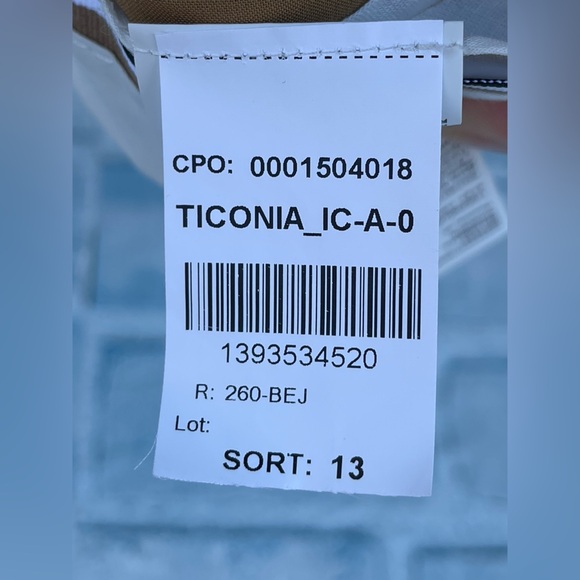 CPO: 0001504018
TICONIA_IC-A-0
1393534520
R: 260-BEJ
Lot:
SORT: 13